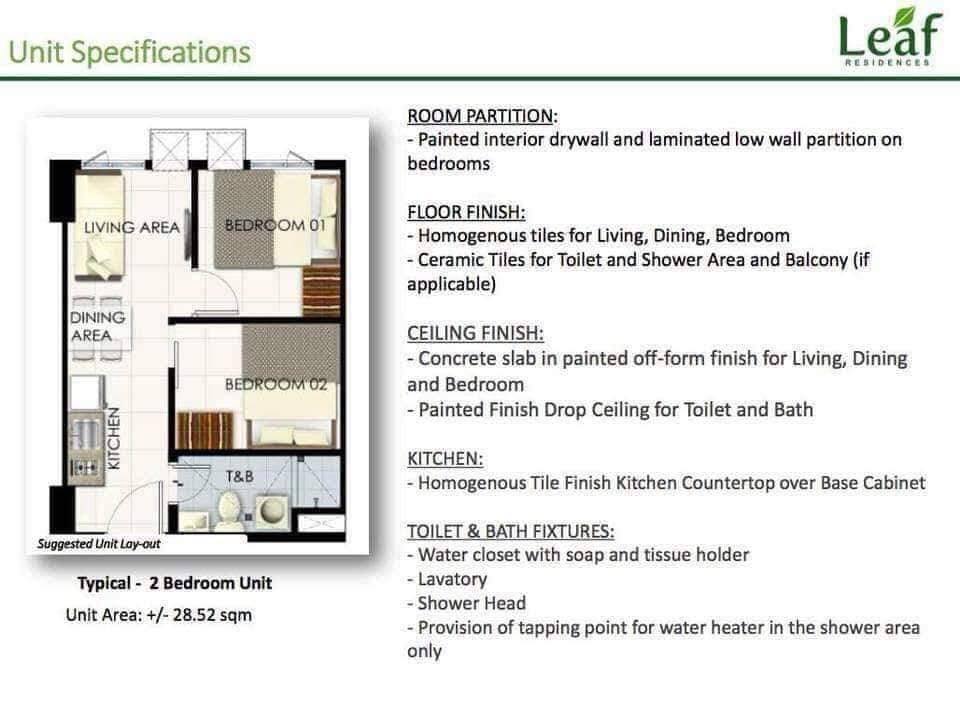 Unit Specifications
Leaf
RESIDENCES
LIVING AREA
BEDROOM 01
DINING
AREA
BEDROOM 02
KITCHEN
T&B
Suggested Unit Lay-out
Typical - 2 Bedroom Unit
Unit Area: +/- 28.52 sqm
ROOM PARTITION:
- Painted interior drywall and laminated low wall partition on
bedrooms
FLOOR FINISH:
- Homogenous tiles for Living, Dining, Bedroom
- Ceramic Tiles for Toilet and Shower Area and Balcony (if
applicable)
CEILING FINISH:
- Concrete slab in painted off-form finish for Living, Dining
and Bedroom
- Painted Finish Drop Ceiling for Toilet and Bath
KITCHEN:
- Homogenous Tile Finish Kitchen Countertop over Base Cabinet
TOILET & BATH FIXTURES:
- Water closet with soap and tissue holder
- Lavatory
- Shower Head
- Provision of tapping point for water heater in the shower area
only